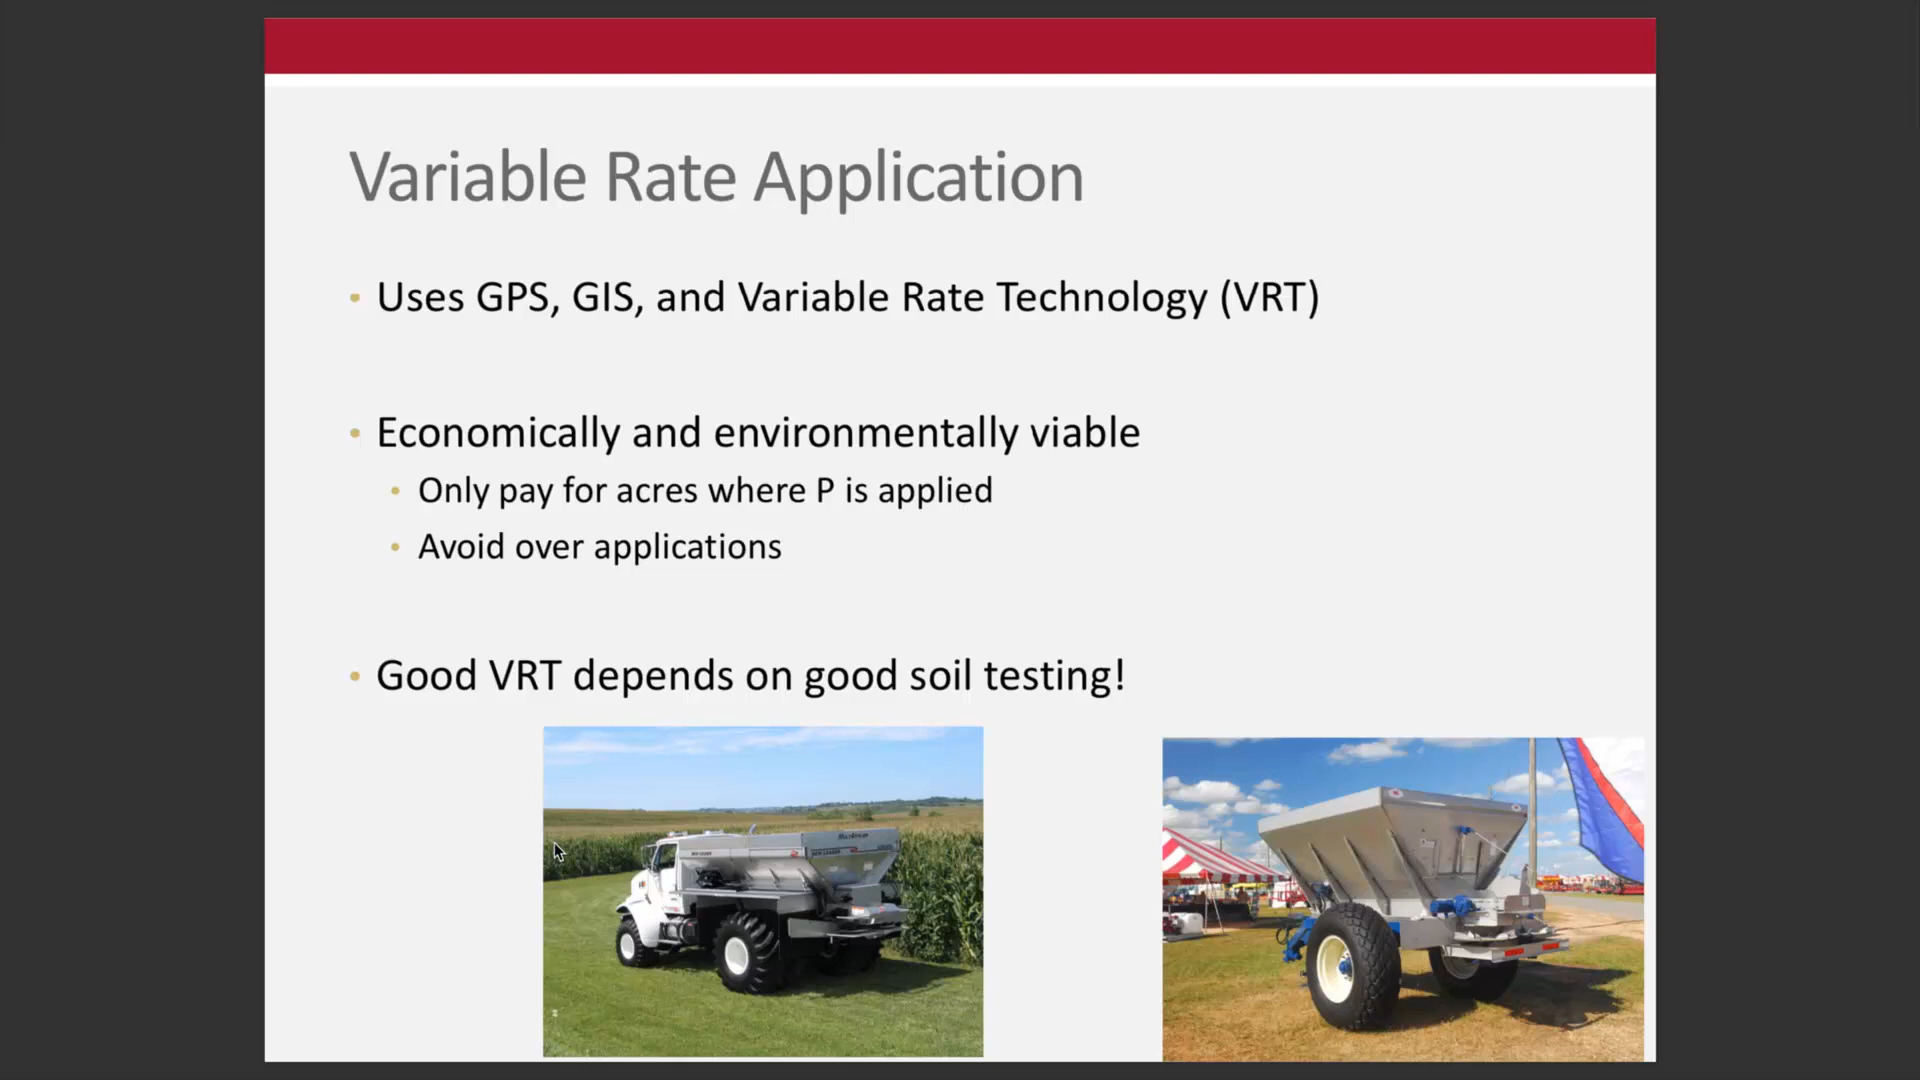 Variable Rate Application
• Uses GPS, GIS, and Variable Rate Technology (VRT)
• Economically and environmentally viable
• Only pay for acres where P is applied
• Avoid over applications
• Good VRT depends on good soil testing!